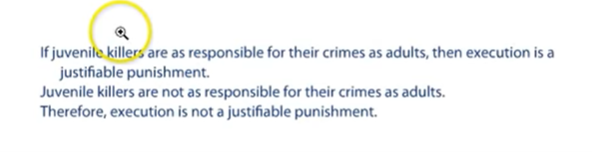 If juvenile killers are as responsible for their crimes as adults, then execution is a
justifiable punishment.
Juvenile killers are not as responsible for their crimes as adults.
Therefore, execution is not a justifiable punishment.